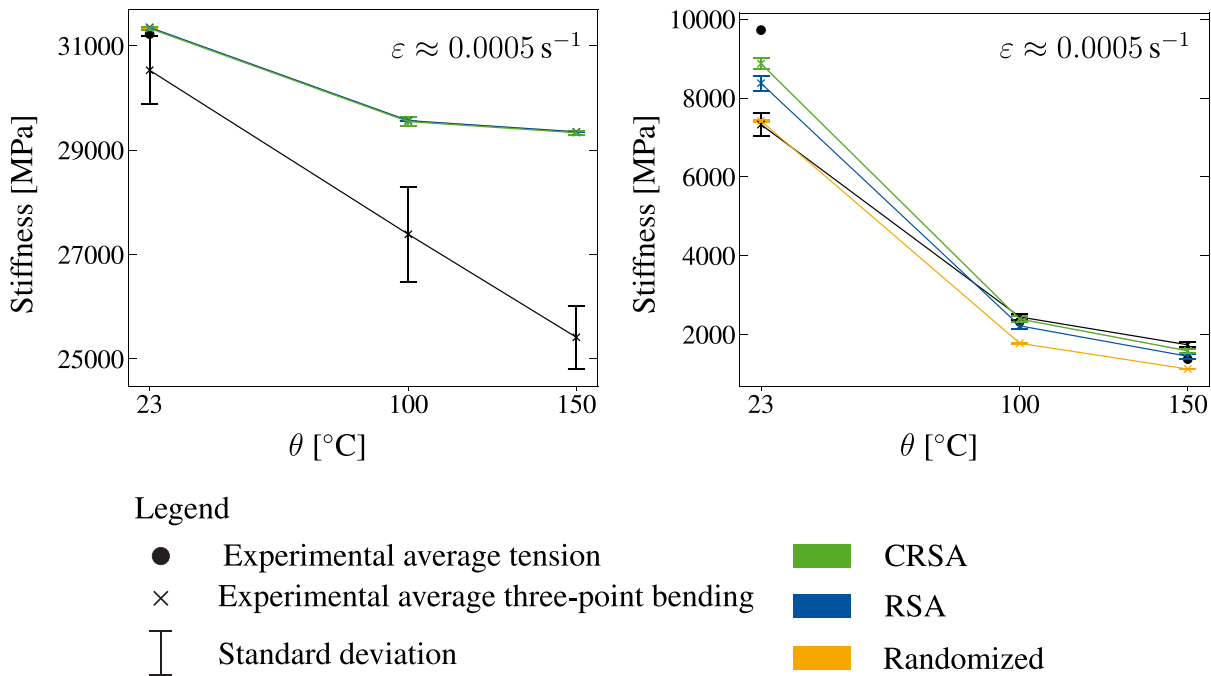 31000
29000
27000
25000
Stiffness [MPa]
ε ≈ 0.0005 s⁻¹
23
100
150
θ [°C]
10000
8000
6000
4000
2000
Stiffness [MPa]
ε ≈ 0.0005 s⁻¹
23
100
150
θ [°C]
Legend
Experimental average tension
Experimental average three-point bending
Standard deviation
CRSA
RSA
Randomized